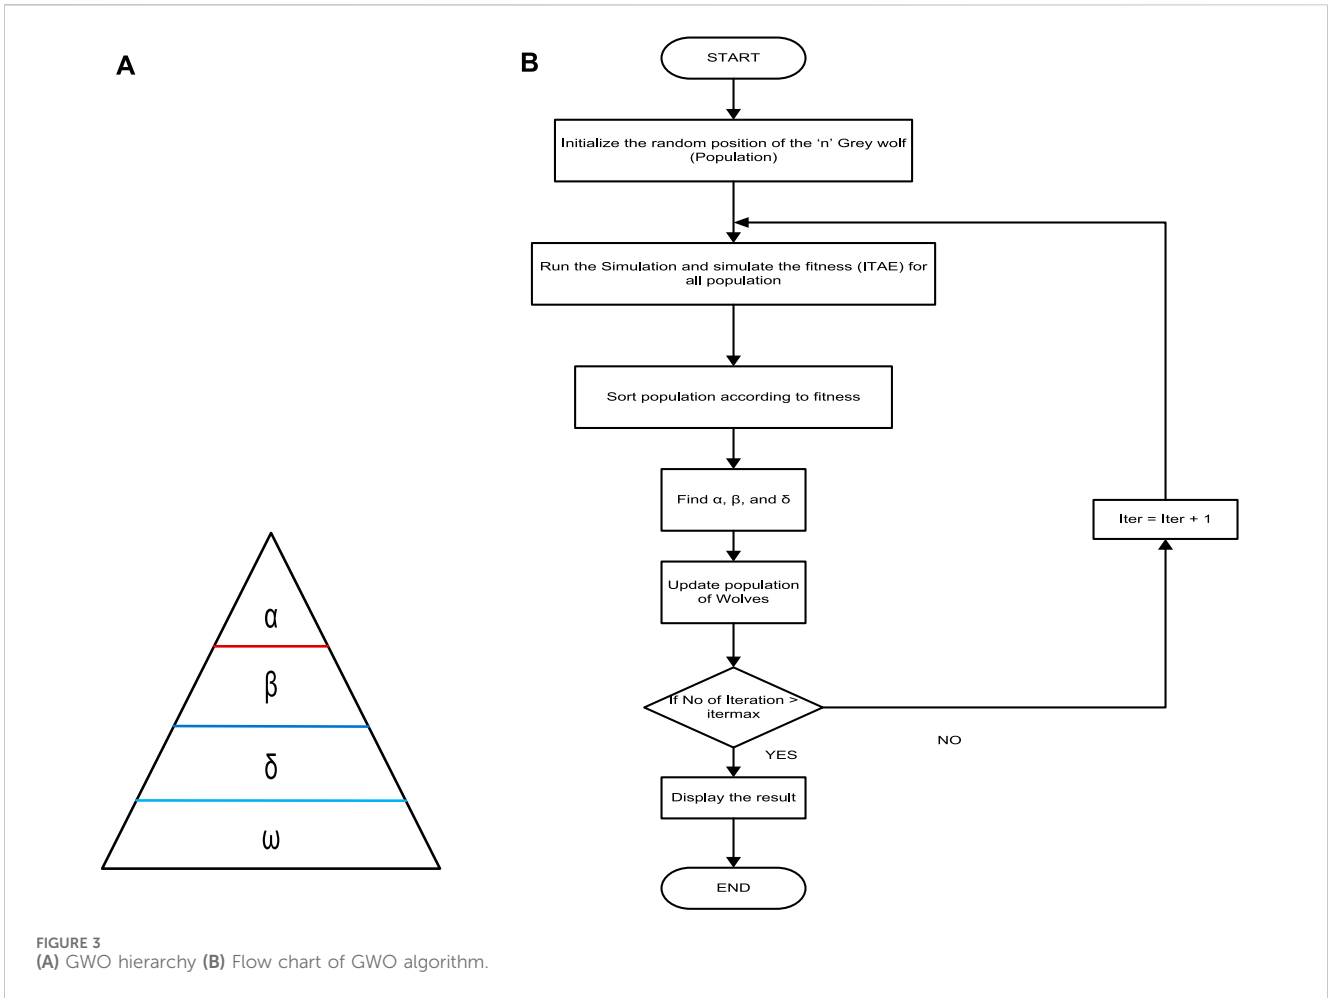 A
α
β
δ
ω
B
START
Initialize the random position of the ‘n’ Grey wolf
(Population)
Run the Simulation and simulate the fitness (ITAE) for
all population
Sort population according to fitness
Find α, β, and δ
Update population
of Wolves
If No of Iteration >
itermax
NO
Iter = Iter + 1
YES
Display the result
END
FIGURE 3
(A) GWO hierarchy (B) Flow chart of GWO algorithm.